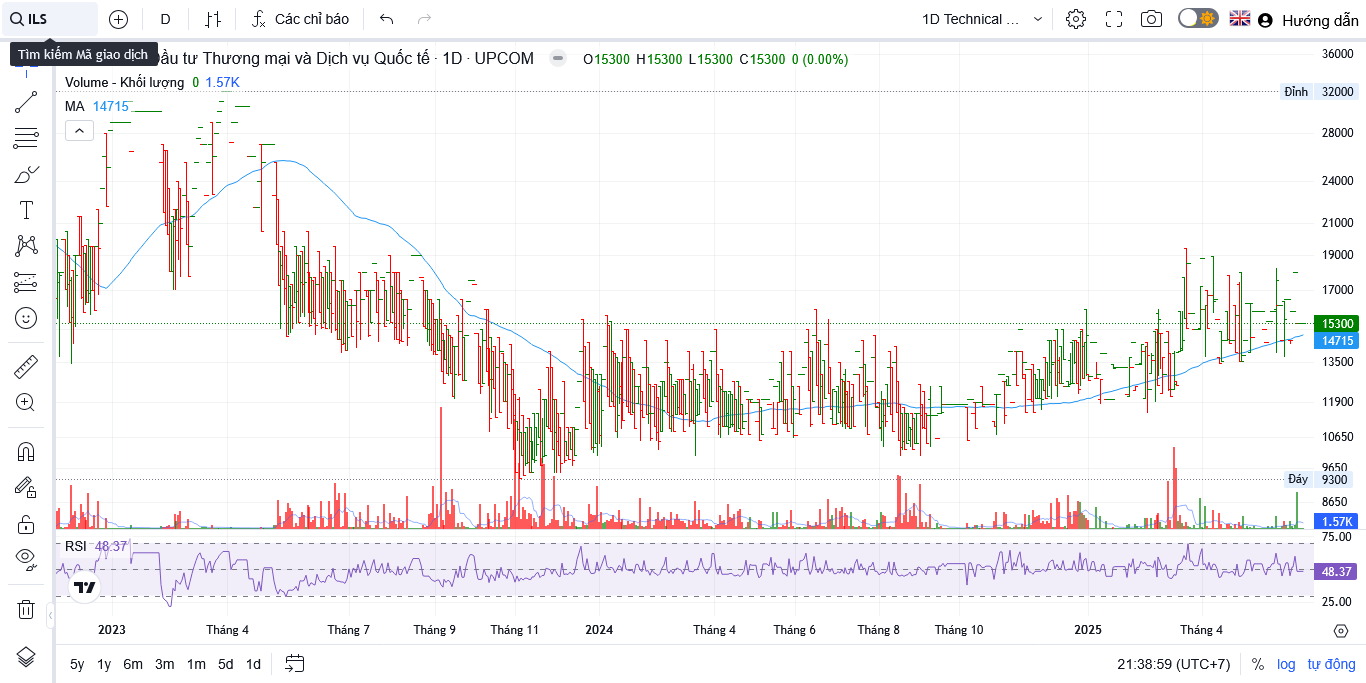 ILS
D
Các chỉ báo
1D Technical ...
Hướng dẫn
Tìm kiếm Mã giao dịch
Đầu tư Thương mại và Dịch vụ Quốc tế · 1D · UPCOM
O15300 H15300 L15300 C15300 0 (0.00%)
Volume - Khối lượng 0 1.57K
MA 14715
36000
Đỉnh 32000
28000
24000
21000
19000
17000
15300
14715
13500
11900
10650
9650
Đáy 9300
8650
1.57K
75.00
RSI 48.37
48.37
25.00
2023 Tháng 4 Tháng 7 Tháng 9 Tháng 11 2024 Tháng 4 Tháng 6 Tháng 8 Tháng 10 2025 Tháng 4
5y 1y 6m 3m 1m 5d 1d
21:38:59 (UTC+7) % log tự động